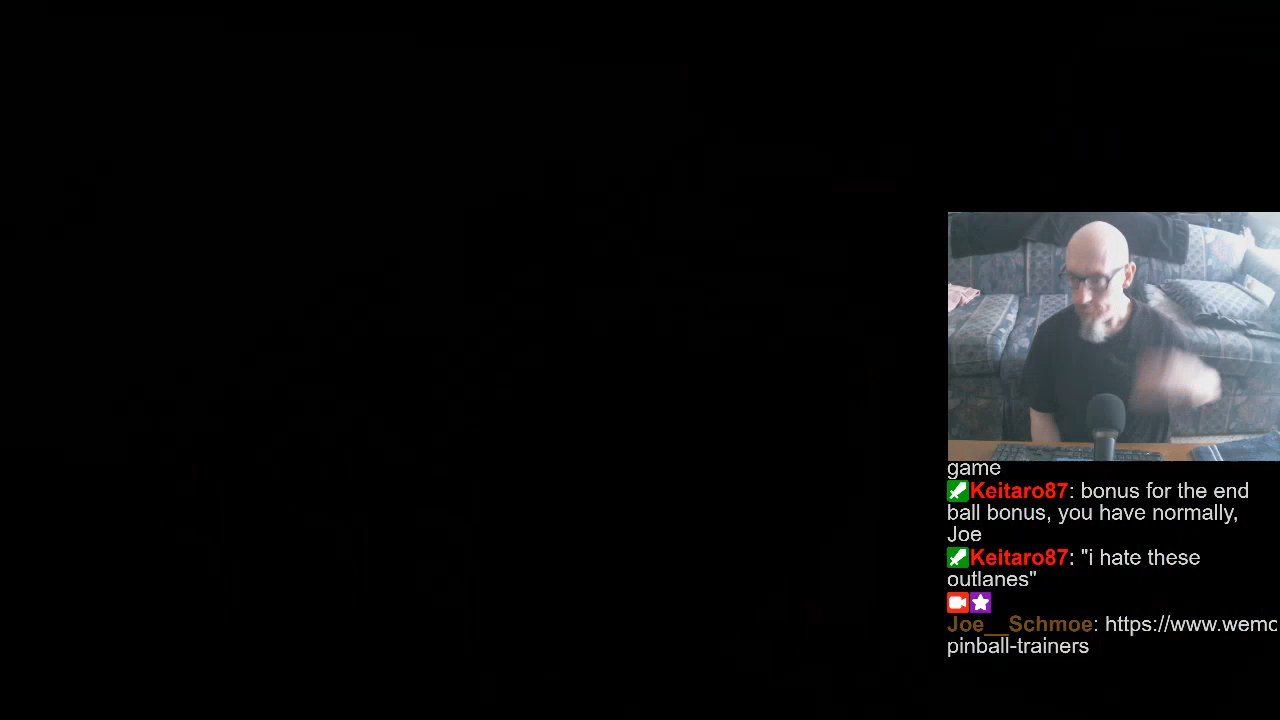 game
Keitaro87: bonus for the end
ball bonus, you have normally,
Joe
Keitaro87: "i hate these
outlanes"
Joe__Schmoe: https://www.wemc
pinball-trainers